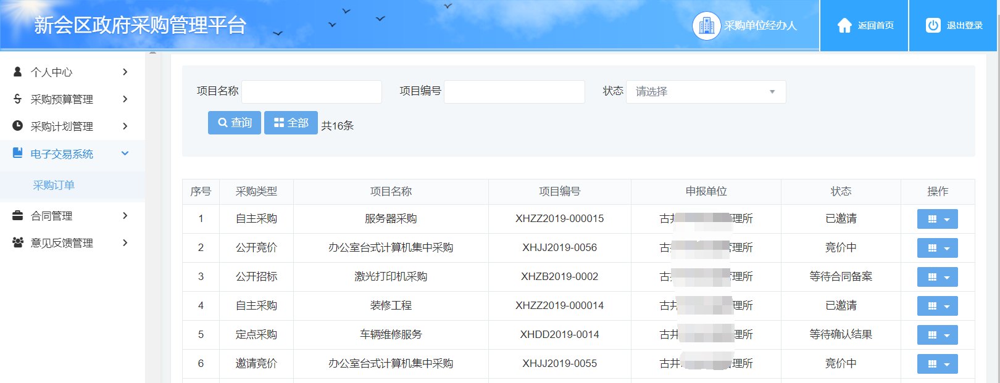 新会区政府采购管理平台
采购单位经办人
返回首页
退出登录
个人中心
采购预算管理
采购计划管理
电子交易系统
采购订单
合同管理
意见反馈管理
项目名称 项目编号 状态 请选择
查询 全部 共16条
序号 采购类型 项目名称 项目编号 申报单位 状态 操作
1 自主采购 服务器采购 XHZZ2019-000015 古井 理所 已邀请
2 公开竞价 办公室台式计算机集中采购 XHJJ2019-0056 古 管理所 竞价中
3 公开招标 激光打印机采购 XHZB2019-0002 古 管理所 等待合同备案
4 自主采购 装修工程 XHZZ2019-000014 古井 理所 已邀请
5 定点采购 车辆维修服务 XHDD2019-0014 古井 理所 等待确认结果
6 邀请竞价 办公室台式计算机集中采购 XHJJ2019-0055 古井 管理所 竞价中